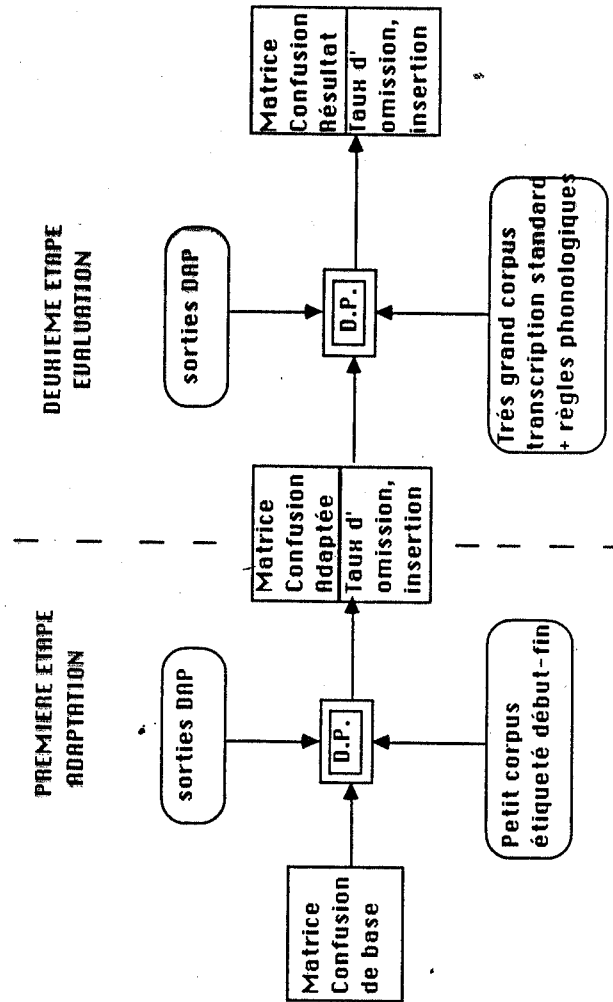 PREMIERE ETAPE
ADAPTATION
DEUXIEME ETAPE
EVALUATION
sorties DAP
sorties DAP
Matrice
Confusion
de base
D.P.
Matrice
Confusion
Adaptée
Taux d'
omission,
insertion
D.P.
Matrice
Confusion
Résultat
Taux d'
omission,
insertion
Petit corpus
étiqueté début-fin
Trés grand corpus
transcription standard
+ règles phonologiques